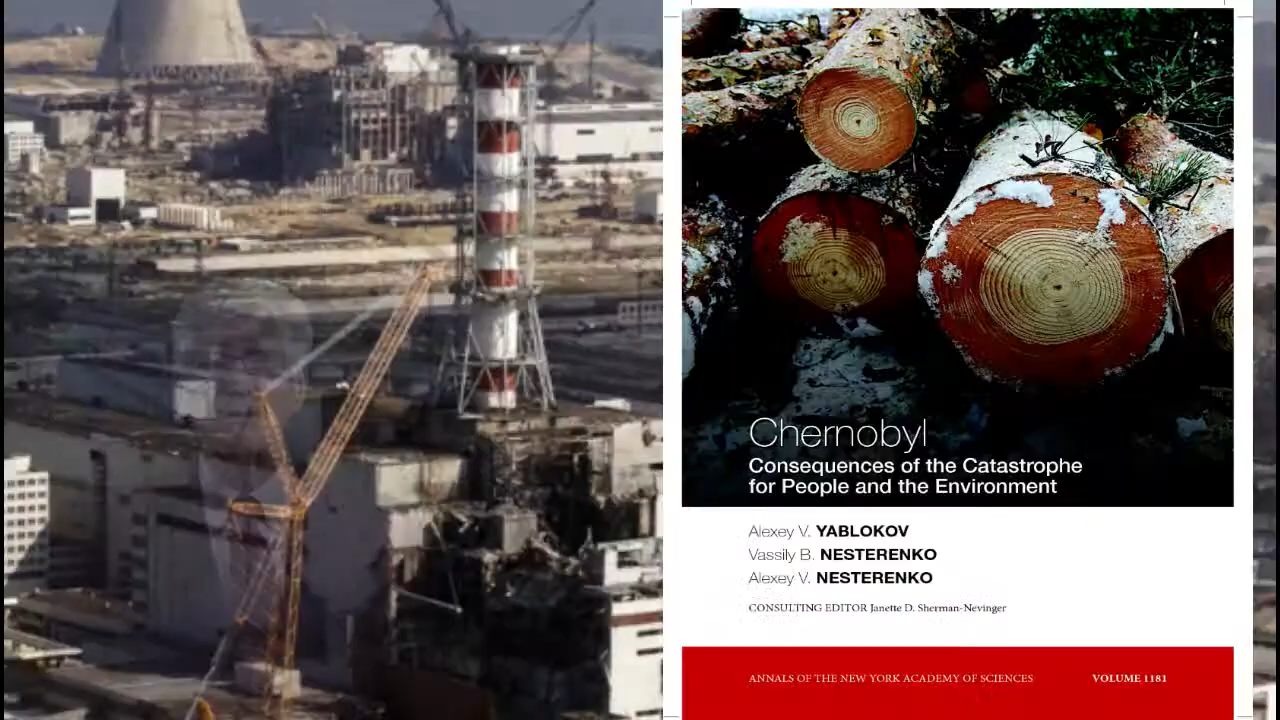 Chernobyl
Consequences of the Catastrophe
for People and the Environment
Alexey V. YABLOKOV
Vassily B. NESTERENKO
Alexey V. NESTERENKO
CONSULTING EDITOR Janette D. Sherman-Nevinger
ANNALS OF THE NEW YORK ACADEMY OF SCIENCES VOLUME 1181